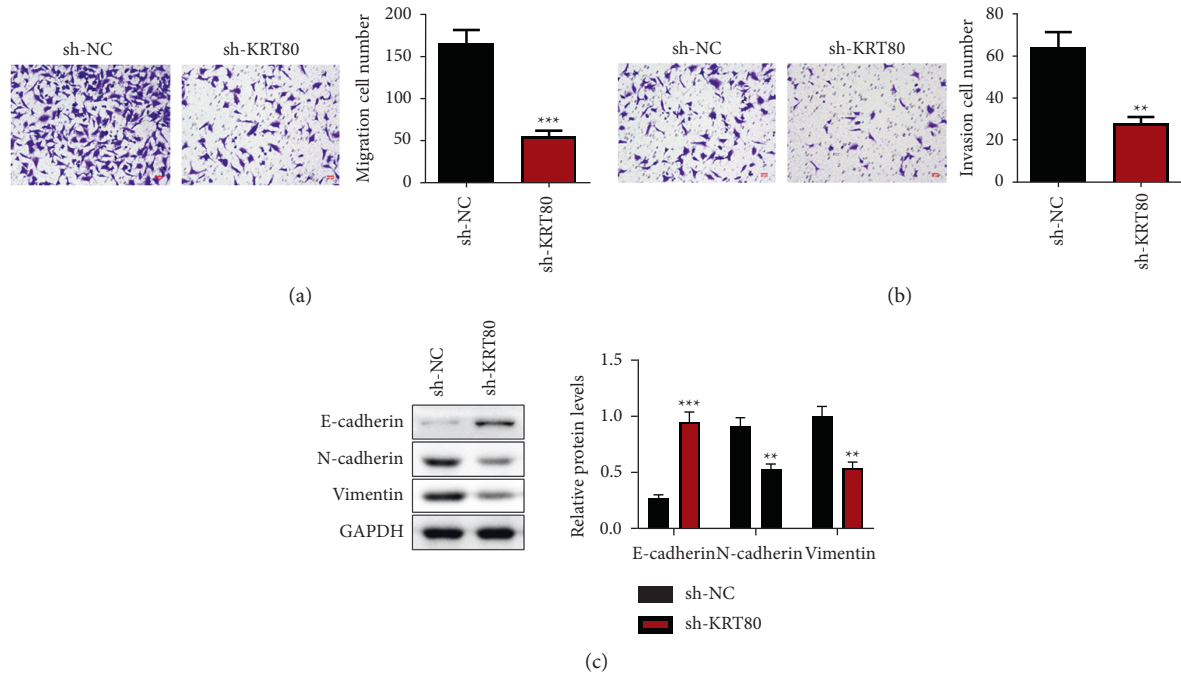 sh-NC
sh-KRT80
Migration cell number
200
150
100
50
0
***
sh-NC
sh-KRT80
(a)
sh-NC
sh-KRT80
Invasion cell number
80
60
40
20
0
**
sh-NC
sh-KRT80
(b)
sh-NC
sh-KRT80
E-cadherin
N-cadherin
Vimentin
GAPDH
Relative protein levels
1.5
1.0
0.5
0.0
***
**
**
E-cadherin
N-cadherin
Vimentin
sh-NC
sh-KRT80
(c)